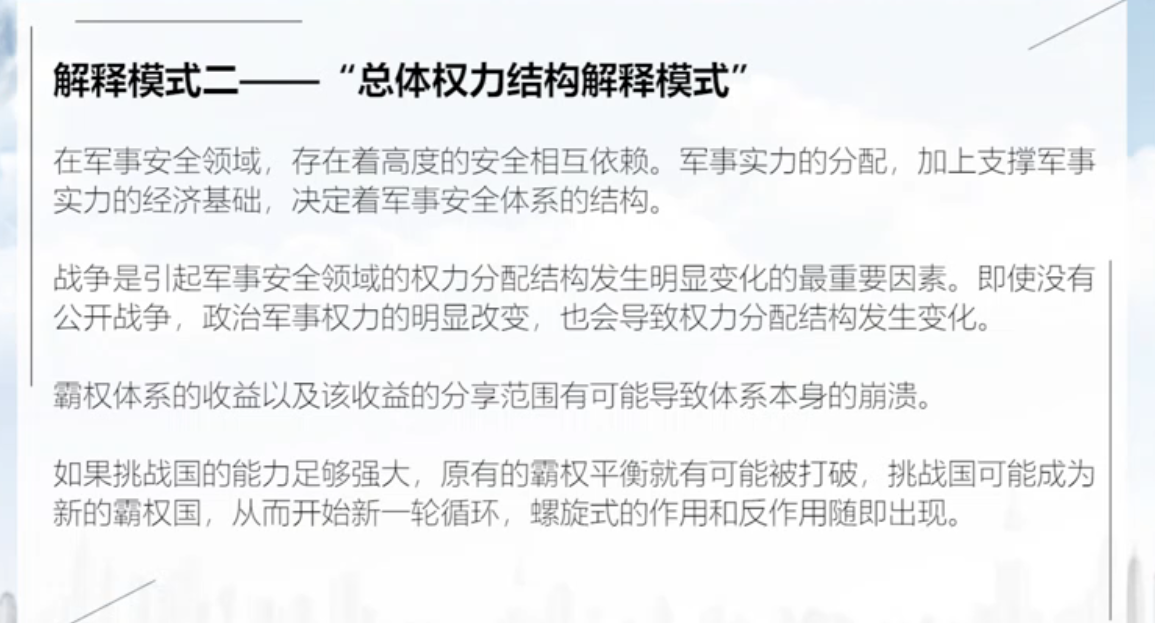 解释模式二——“总体权力结构解释模式”
在军事安全领域，存在着高度的安全相互依赖。军事实力的分配，加上支撑军事
实力的经济基础，决定着军事安全体系的结构。
战争是引起军事安全领域的权力分配结构发生明显变化的最重要因素。即使没有
公开战争，政治军事权力的明显改变，也会导致权力分配结构发生变化。
霸权体系的收益以及该收益的分享范围有可能导致体系本身的崩溃。
如果挑战国的能力足够强大，原有的霸权平衡就有可能被打破，挑战国可能成为
新的霸权国，从而开始新一轮循环，螺旋式的作用和反作用随即出现。